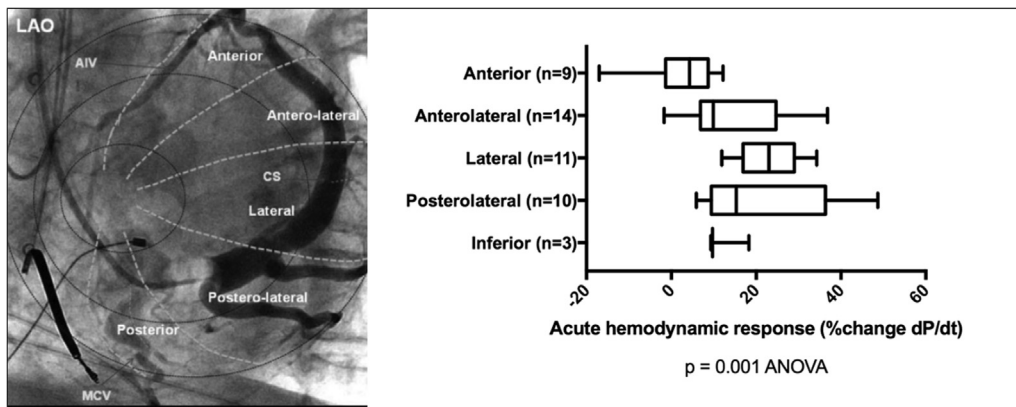 LAO
AIV
Anterior
Antero-lateral
CS
Lateral
Postero-lateral
Posterior
MCV
Anterior (n=9)
Anterolateral (n=14)
Lateral (n=11)
Posterolateral (n=10)
Inferior (n=3)
-20 0 20 40 60
Acute hemodynamic response (%change dP/dt)
p = 0.001 ANOVA